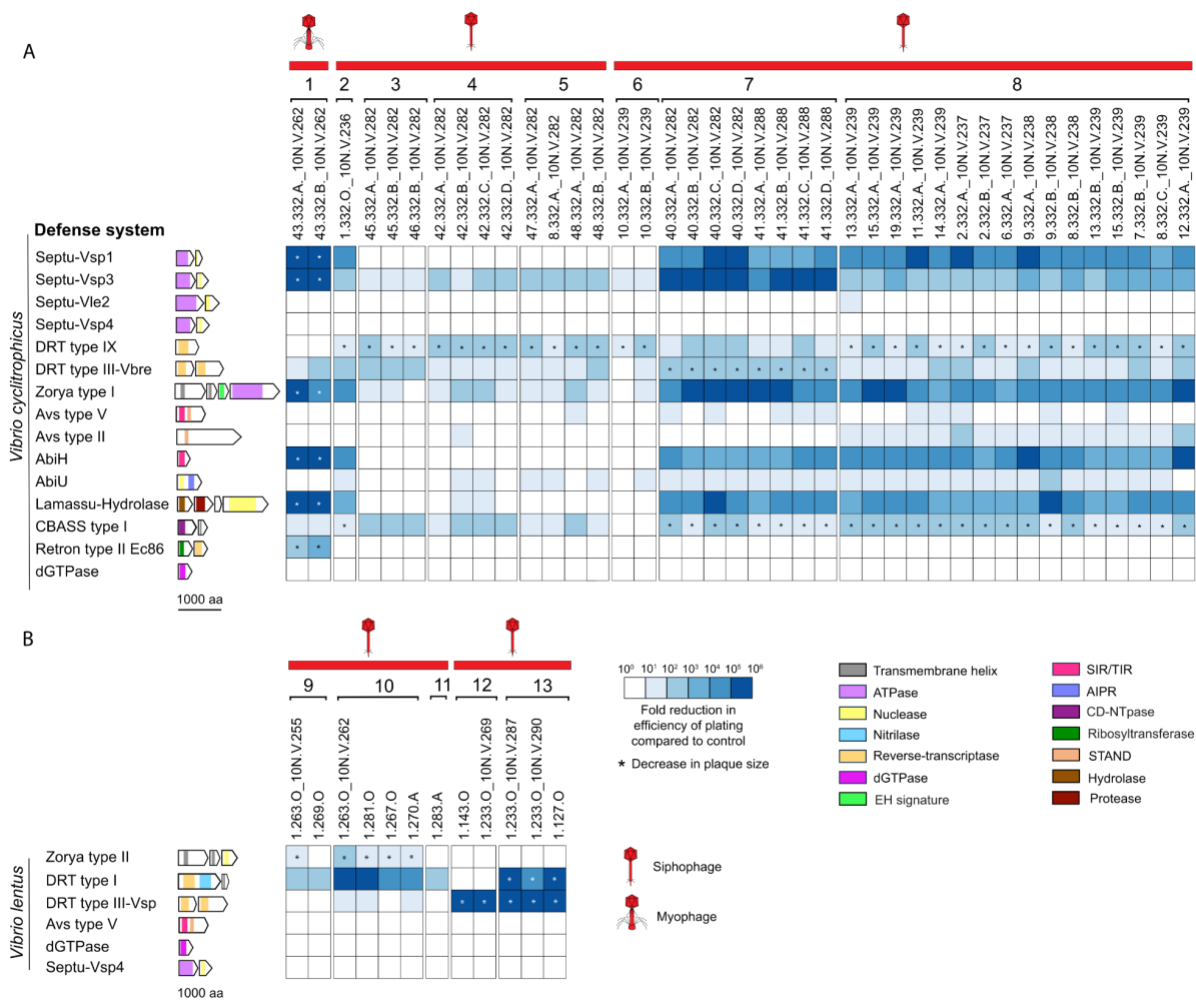 A
1
2
3
4
5
6
7
8
43.332.A._10N.V.262
43.332.B._10N.V.262
1.332.O._10N.V.236
45.332.A._10N.V.282
45.332.B._10N.V.282
46.332.B._10N.V.282
42.332.A._10N.V.282
42.332.B._10N.V.282
42.332.C._10N.V.282
42.332.D._10N.V.282
47.332.A._10N.V.282
8.332.A._10N.V.282
48.332.A._10N.V.282
48.332.B._10N.V.282
10.332.A._10N.V.239
10.332.B._10N.V.239
40.332.A._10N.V.282
40.332.B._10N.V.282
40.332.C._10N.V.282
40.332.D._10N.V.282
41.332.A._10N.V.288
41.332.B._10N.V.288
41.332.C._10N.V.288
41.332.D._10N.V.288
13.332.A._10N.V.239
15.332.A._10N.V.239
19.332.A._10N.V.239
11.332.A._10N.V.239
14.332.A._10N.V.239
2.332.A._10N.V.237
2.332.B._10N.V.237
6.332.A._10N.V.237
9.332.A._10N.V.238
9.332.B._10N.V.238
8.332.B._10N.V.238
13.332.B._10N.V.239
15.332.B._10N.V.239
7.332.B._10N.V.239
8.332.C._10N.V.239
12.332.A._10N.V.239
Defense system
Vibrio cyclitrophicus
Septu-Vsp1
Septu-Vsp3
Septu-Vle2
Septu-Vsp4
DRT type IX
DRT type III-Vbre
Zorya type I
Avs type V
Avs type II
AbiH
AbiU
Lamassu-Hydrolase
CBASS type I
Retron type II Ec86
dGTPase
1000 aa
B
9
10
11
12
13
1.263.O_10N.V.255
1.269.O
1.263.O_10N.V.262
1.281.O
1.267.O
1.270.A
1.283.A
1.143.O
1.233.O_10N.V.269
1.233.O_10N.V.287
1.233.O_10N.V.290
1.127.O
Vibrio lentus
Zorya type II
DRT type I
DRT type III-Vsp
Avs type V
dGTPase
Septu-Vsp4
1000 aa
10⁰ 10¹ 10² 10³ 10⁴ 10⁵ 10⁶
Fold reduction in
efficiency of plating
compared to control
* Decrease in plaque size
Siphophage
Myophage
Transmembrane helix
ATPase
Nuclease
Nitrilase
Reverse-transcriptase
dGTPase
EH signature
SIR/TIR
AIPR
CD-NTpase
Ribosyltransferase
STAND
Hydrolase
Protease